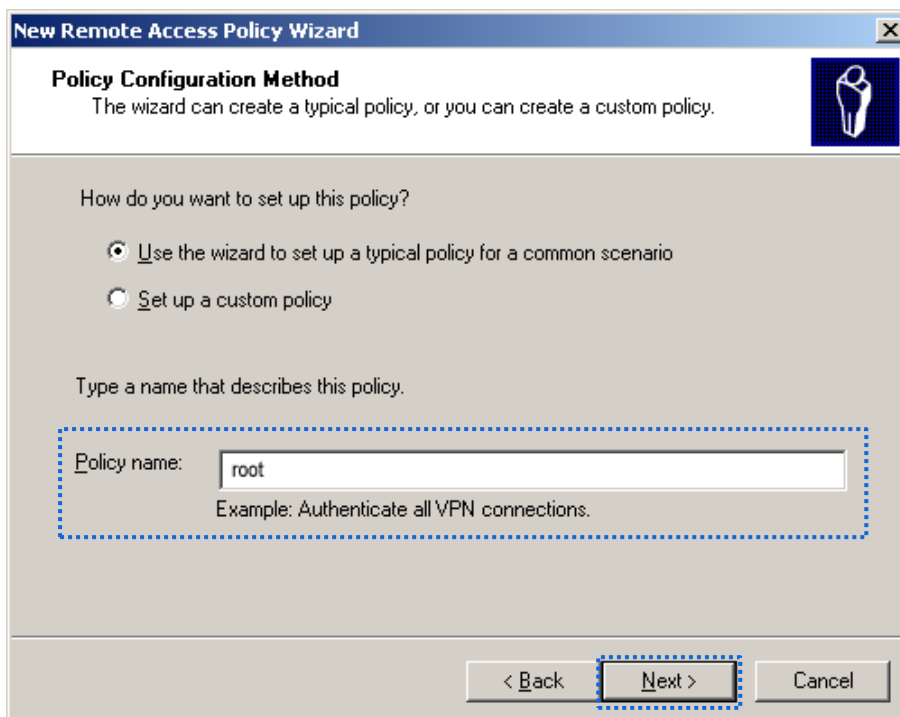 New Remote Access Policy Wizard
Policy Configuration Method
The wizard can create a typical policy, or you can create a custom policy.
How do you want to set up this policy?
Use the wizard to set up a typical policy for a common scenario
Set up a custom policy
Type a name that describes this policy.
Policy name: root
Example: Authenticate all VPN connections.
< Back Next > Cancel